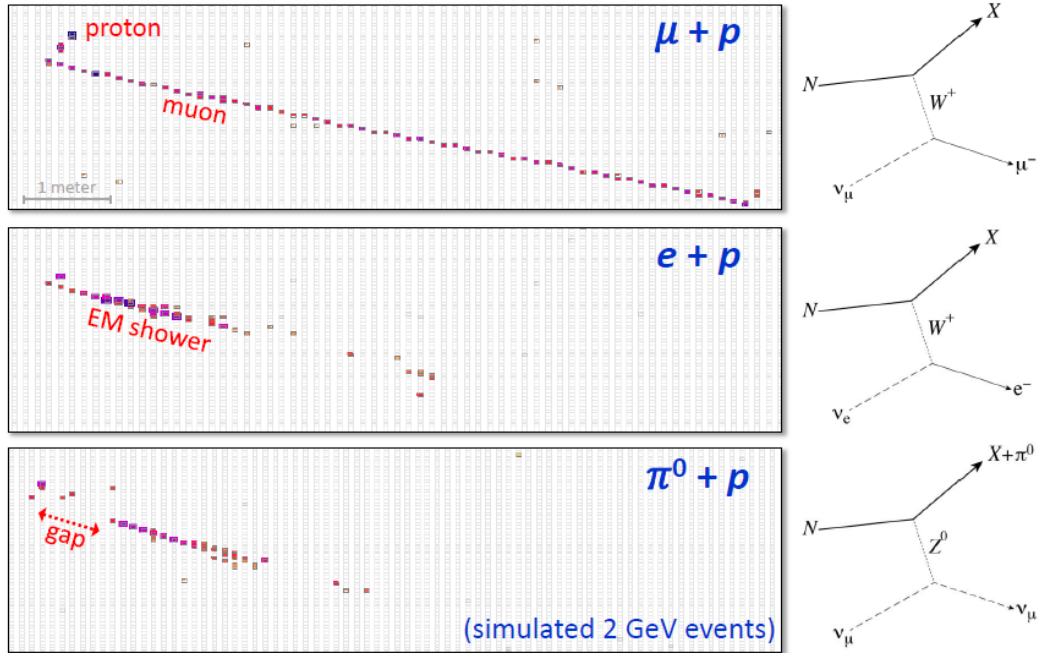 proton
μ + p
muon
1 meter
N
X
W⁺
νμ
μ⁻
e + p
EM shower
N
X
W⁺
νe
e⁻
π⁰ + p
gap
(simulated 2 GeV events)
N
X+π⁰
Z⁰
νμ
νμ